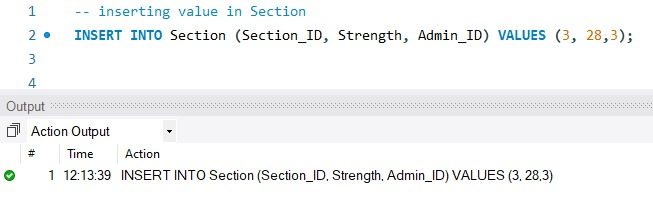 1 -- inserting value in Section
2 INSERT INTO Section (Section_ID, Strength, Admin_ID) VALUES (3, 28,3);
3
4
Output
Action Output
# Time Action
1 12:13:39 INSERT INTO Section (Section_ID, Strength, Admin_ID) VALUES (3, 28,3)